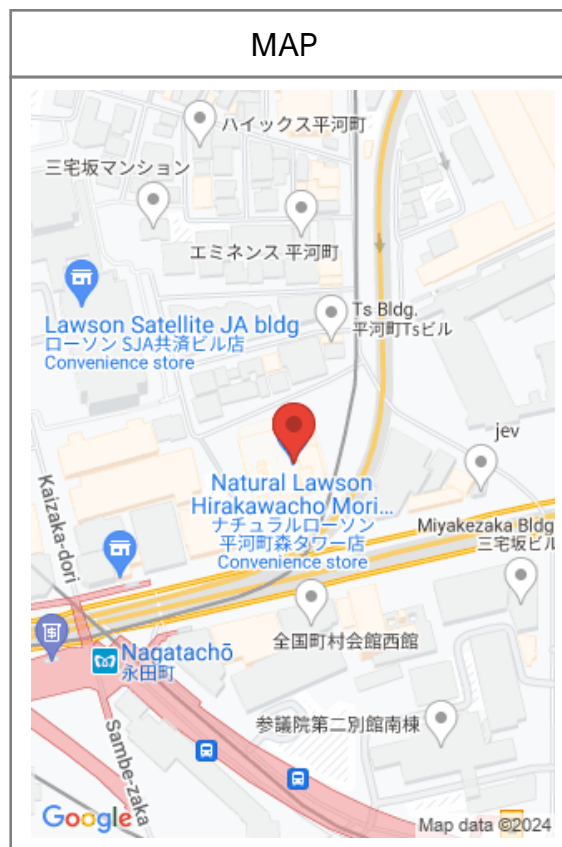 MAP
ハイックス平河町
三宅坂マンション
エミネンス 平河町
Ts Bldg.
平河町Tsビル
Lawson Satellite JA bldg
ローソン SJA共済ビル店
Convenience store
jev
Natural Lawson
Hirakawacho Mori...
ナチュラルローソン
平河町森タワー店
Convenience store
Kaizaka-dori
Miyakezaka Bldg
三宅坂ビル
全国町村会館西館
Nagatachō
永田町
参議院第二別館南棟
Sambe-zaka
Google
Map data ©2024